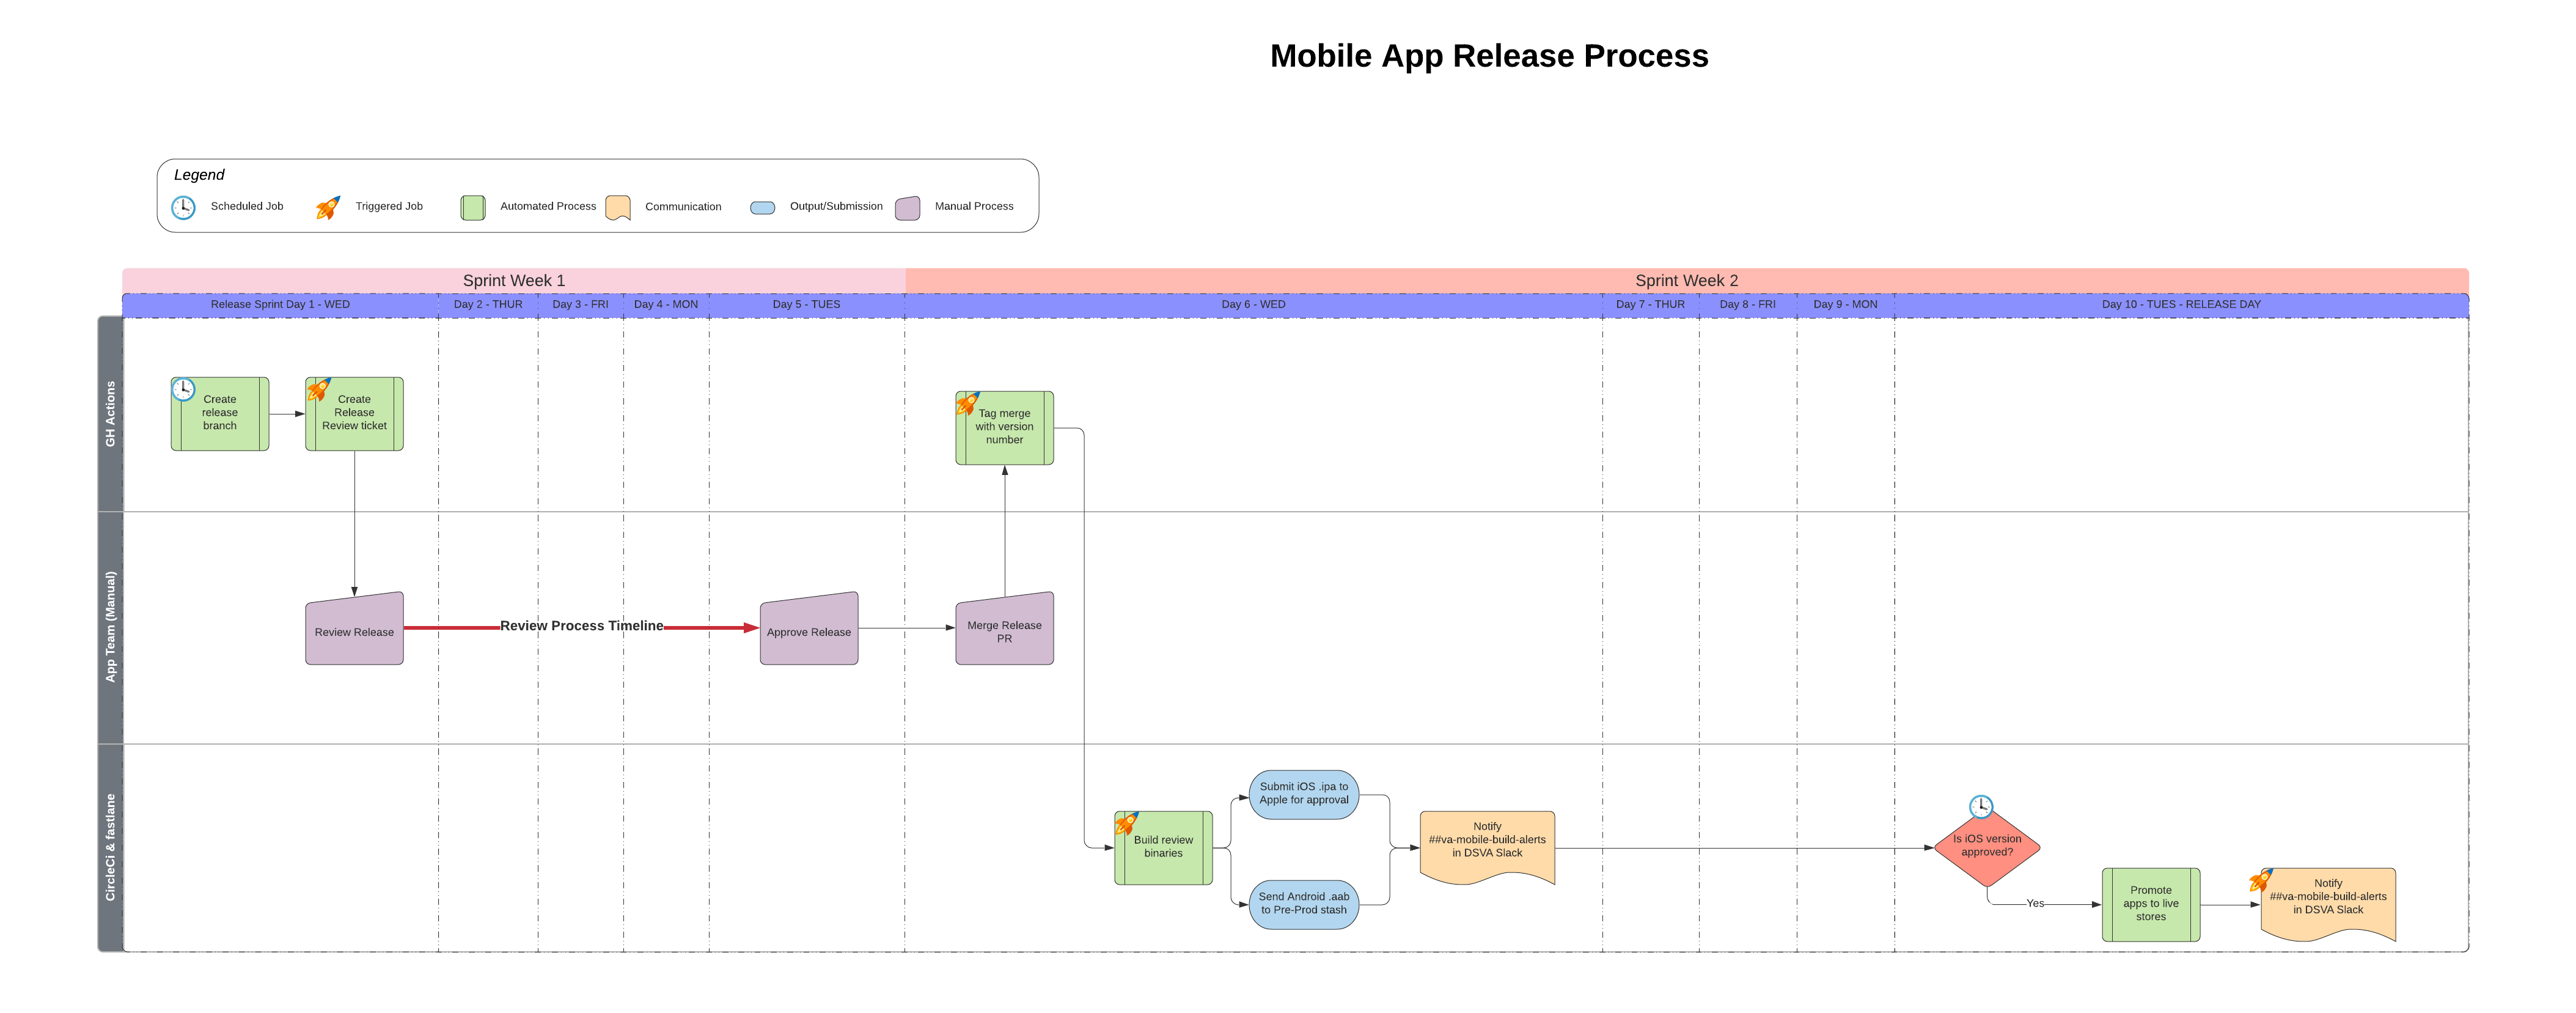 Mobile App Release Process
Legend
Scheduled Job
Triggered Job
Automated Process
Communication
Output/Submission
Manual Process
Sprint Week 1
Sprint Week 2
Release Sprint Day 1 - WED
Day 2 - THUR
Day 3 - FRI
Day 4 - MON
Day 5 - TUES
Day 6 - WED
Day 7 - THUR
Day 8 - FRI
Day 9 - MON
Day 10 - TUES - RELEASE DAY
GH Actions
Create
release
branch
Create
Release
Review ticket
Tag merge
with version
number
App Team (Manual)
Review Release
Review Process Timeline
Approve Release
Merge Release
PR
CircleCi & fastlane
Build review
binaries
Submit iOS .ipa to
Apple for approval
Send Android .aab
to Pre-Prod stash
Notify
##va-mobile-build-alerts
in DSVA Slack
Is iOS version
approved?
Yes
Promote
apps to live
stores
Notify
##va-mobile-build-alerts
in DSVA Slack